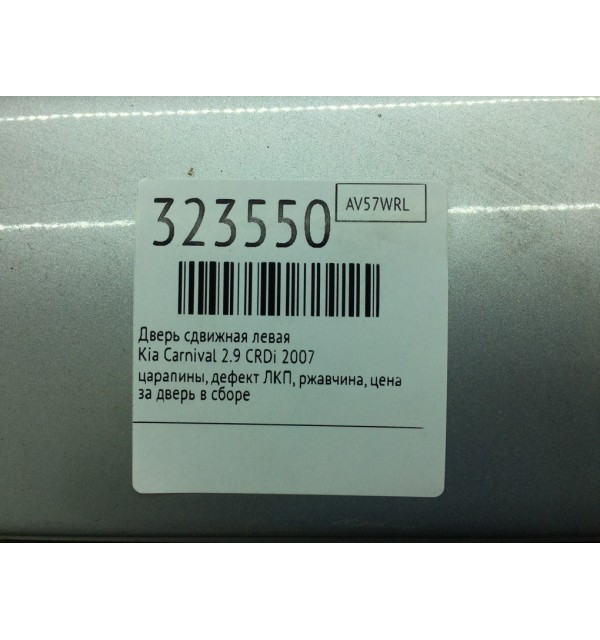 323550
AV57WRL
Дверь сдвижная левая
Kia Carnival 2.9 CRDi 2007
царапины, дефект ЛКП, ржавчина, цена
за дверь в сборе